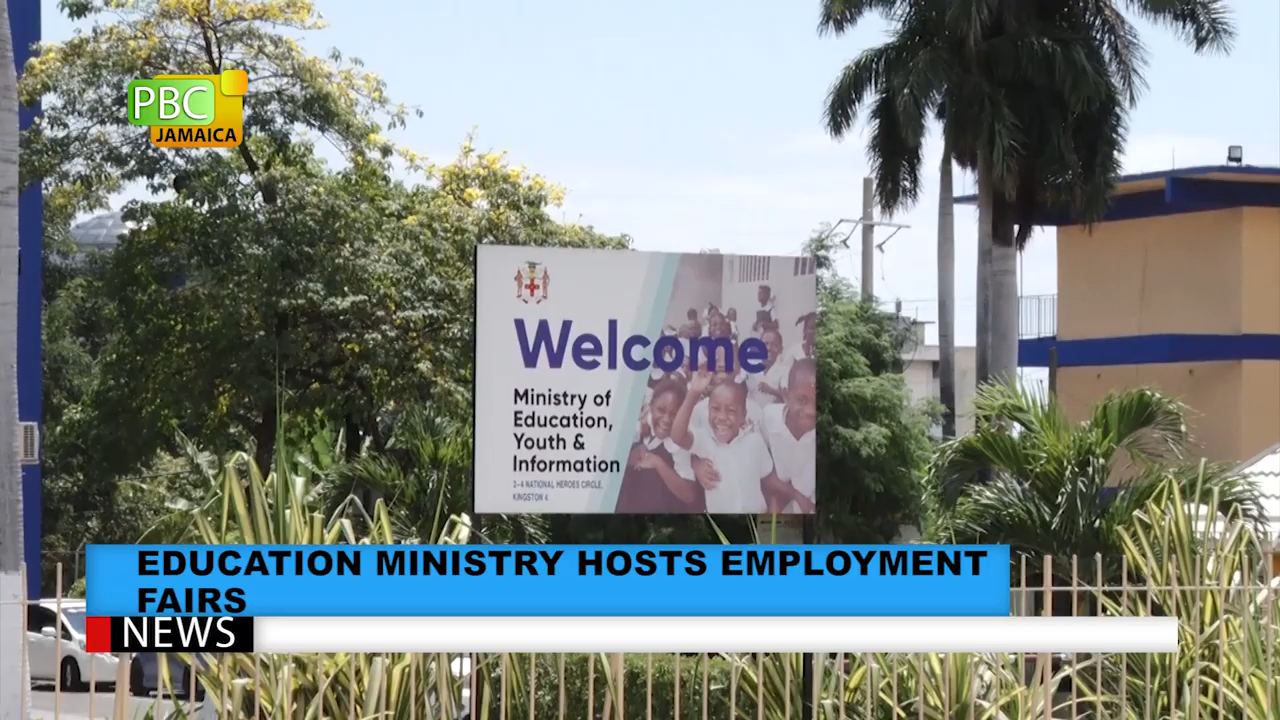 PBC
JAMAICA
Welcome
Ministry of
Education,
Youth &
Information
2-4 NATIONAL HEROES CIRCLE,
KINGSTON 4
EDUCATION MINISTRY HOSTS EMPLOYMENT
FAIRS
NEWS